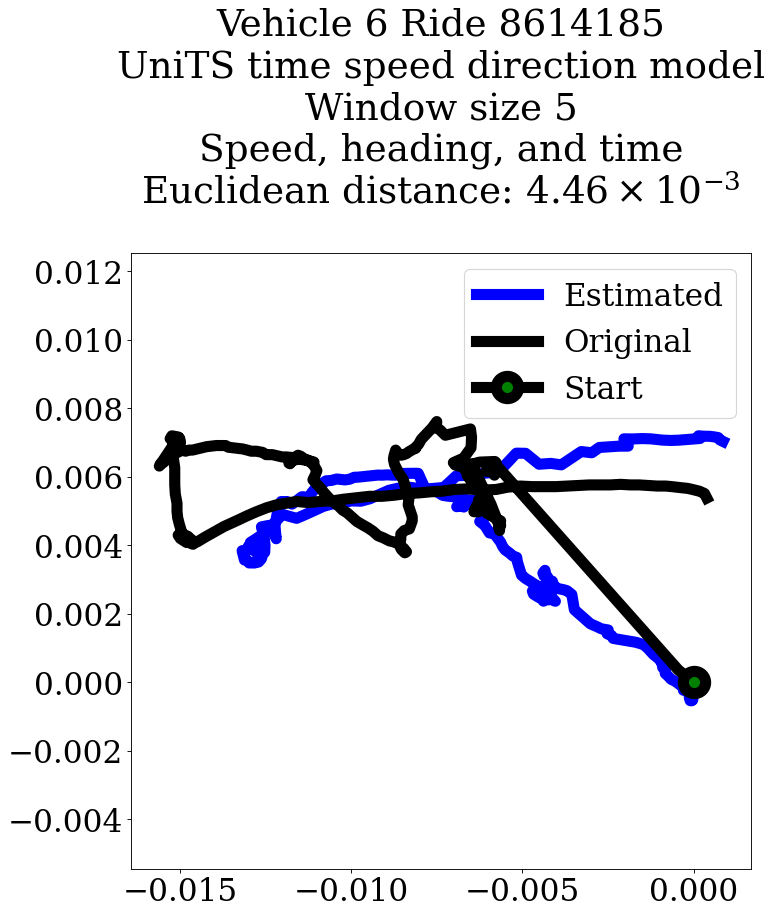 Vehicle 6 Ride 8614185
UniTS time speed direction model
Window size 5
Speed, heading, and time
Euclidean distance: 4.46 × 10⁻³
Estimated
Original
Start
0.012
0.010
0.008
0.006
0.004
0.002
0.000
−0.002
−0.004
−0.015 −0.010 −0.005 0.000